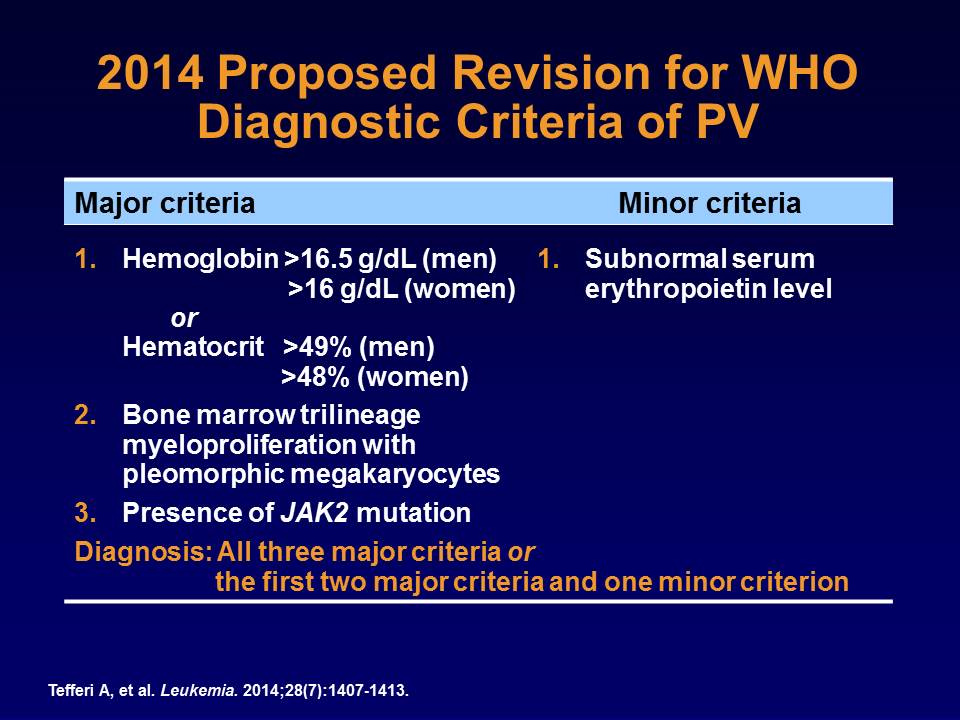 2014 Proposed Revision for WHO
Diagnostic Criteria of PV
Major criteria
Minor criteria
1. Hemoglobin >16.5 g/dL (men)
>16 g/dL (women)
or
Hematocrit >49% (men)
>48% (women)
2. Bone marrow trilineage
myeloproliferation with
pleomorphic megakaryocytes
3. Presence of JAK2 mutation
1. Subnormal serum
erythropoietin level
Diagnosis: All three major criteria or
the first two major criteria and one minor criterion
Tefferi A, et al. Leukemia. 2014;28(7):1407-1413.